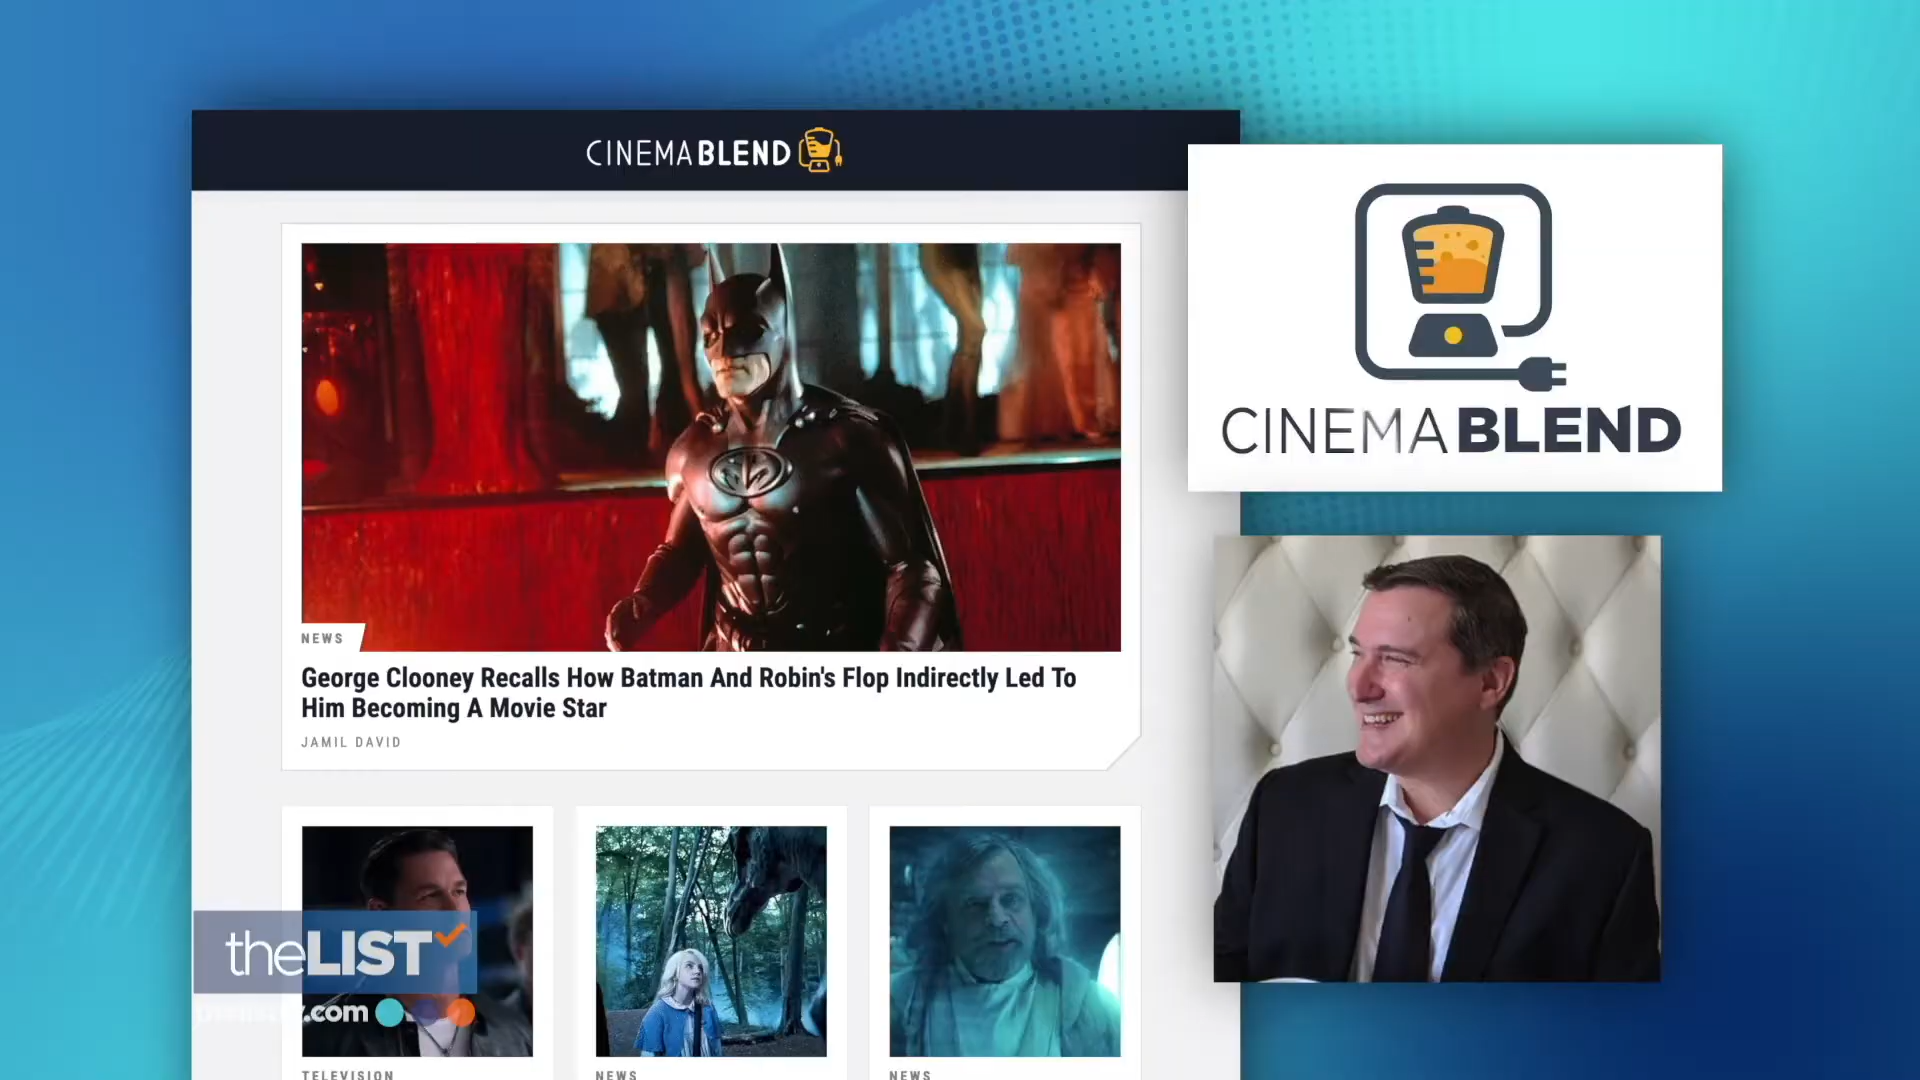 CINEMABLEND
CINEMABLEND
NEWS
George Clooney Recalls How Batman And Robin's Flop Indirectly Led To
Him Becoming A Movie Star
JAMIL DAVID
theLIST
.com
TELEVISION
NEWS
NEWS